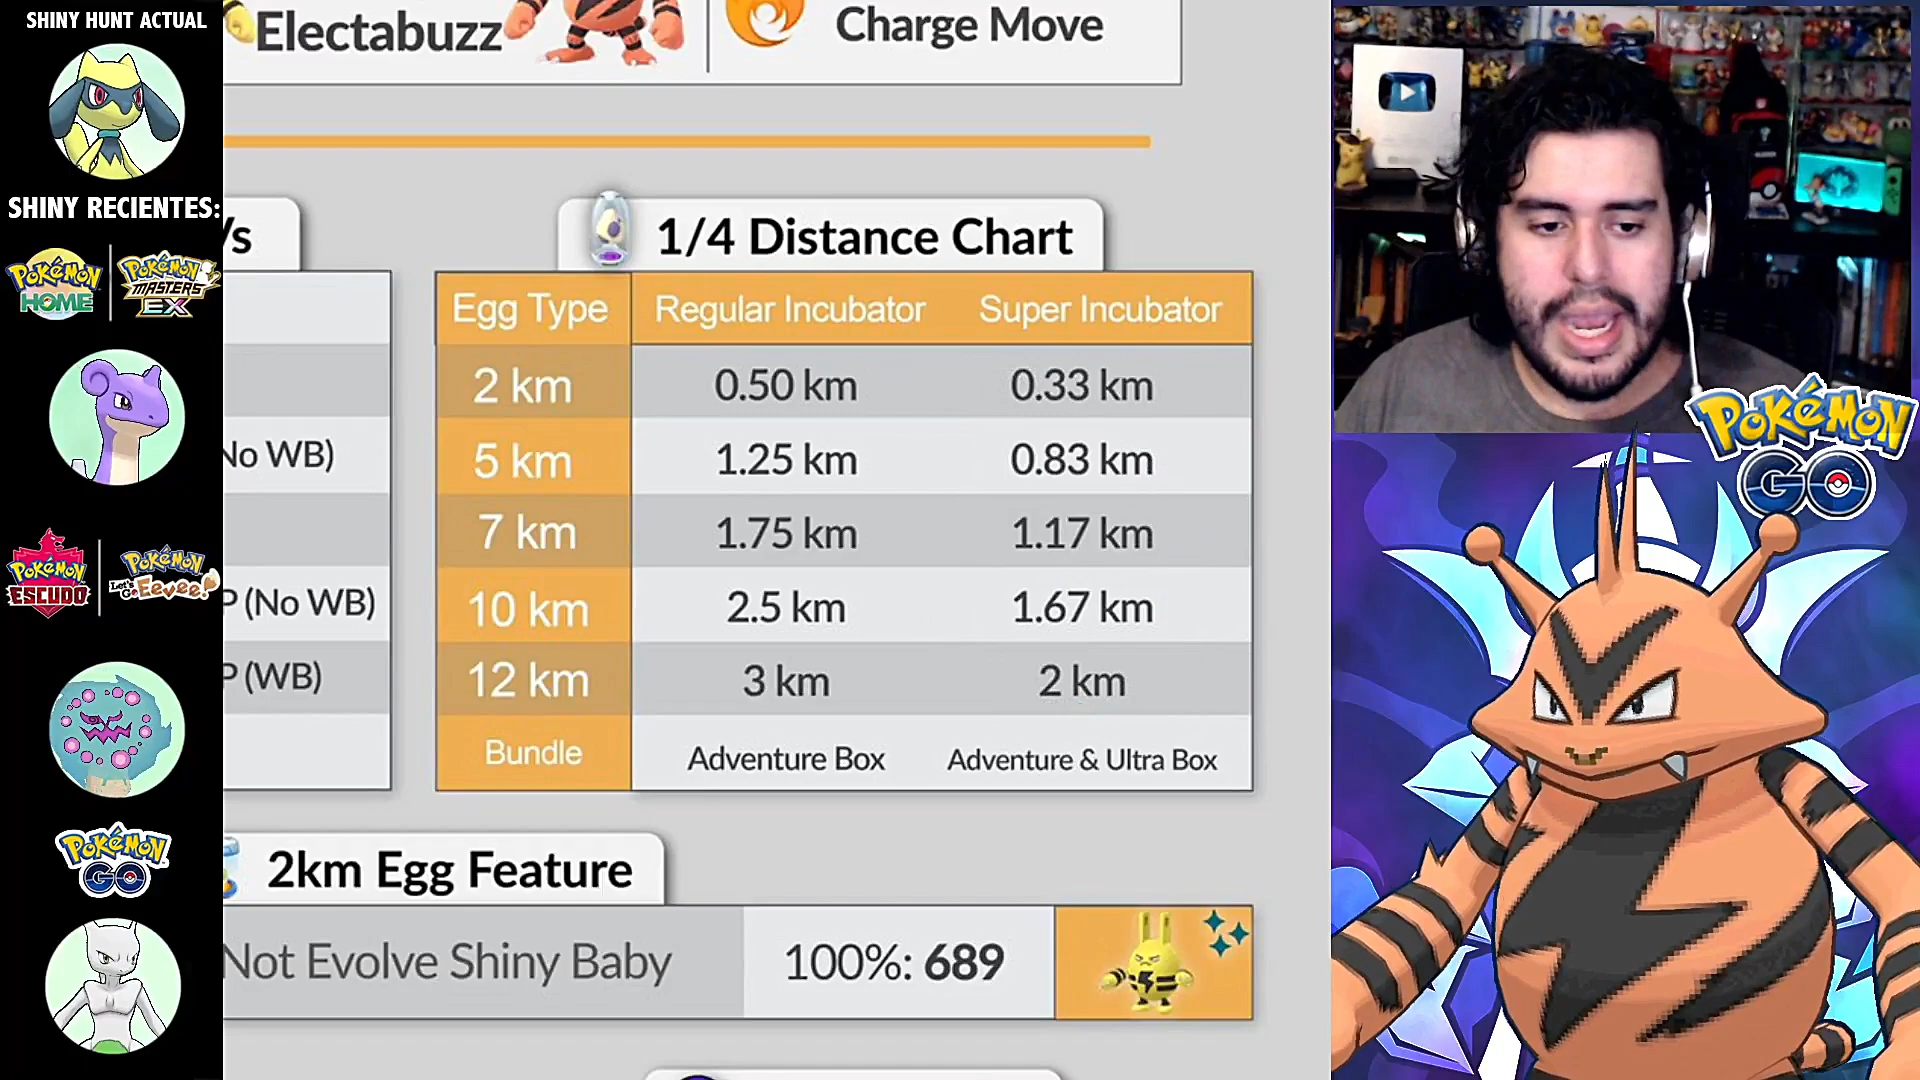 SHINY HUNT ACTUAL
SHINY RECIENTES:
POKéMON HOME
POKéMON MASTERS EX
POKéMON ESCUDO
POKéMON Let's Go Eevee!
POKéMON GO
Electabuzz
Charge Move
/s
No WB)
P (No WB)
P (WB)
1/4 Distance Chart
Egg Type Regular Incubator Super Incubator
2 km 0.50 km 0.33 km
5 km 1.25 km 0.83 km
7 km 1.75 km 1.17 km
10 km 2.5 km 1.67 km
12 km 3 km 2 km
Bundle Adventure Box Adventure & Ultra Box
2km Egg Feature
Not Evolve Shiny Baby 100%: 689
POKéMON GO